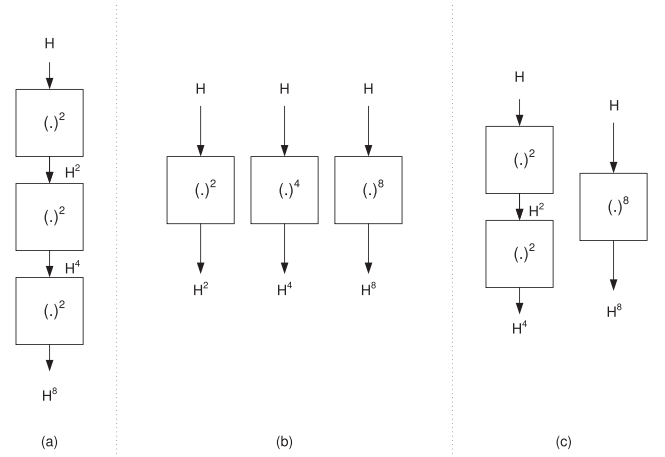 H
(.)²
H²
(.)²
H⁴
(.)²
H⁸
(a)
H H H
(.)² (.)⁴ (.)⁸
H² H⁴ H⁸
(b)
H
(.)²
H²
(.)²
H⁴
H
(.)⁸
H⁸
(c)